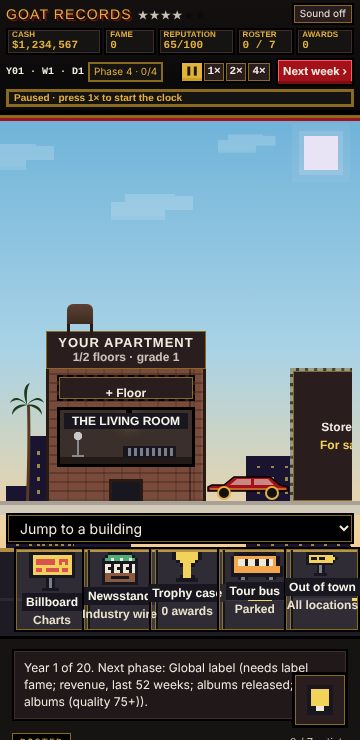 GOAT RECORDS ★★★★
Sound off
CASH
$1,234,567
FAME
0
REPUTATION
65/100
ROSTER
0 / 7
AWARDS
0
Y01 · W1 · D1
Phase 4 · 0/4
1×
2×
4×
Next week ›
Paused · press 1× to start the clock
YOUR APARTMENT
1/2 floors · grade 1
+ Floor
THE LIVING ROOM
Store
For sa
Jump to a building
Billboard
Charts
Newsstand
Industry wire
Trophy case
0 awards
Tour bus
Parked
Out of town
All locations
Year 1 of 20. Next phase: Global label (needs label
fame; revenue, last 52 weeks; albums released;
albums (quality 75+)).